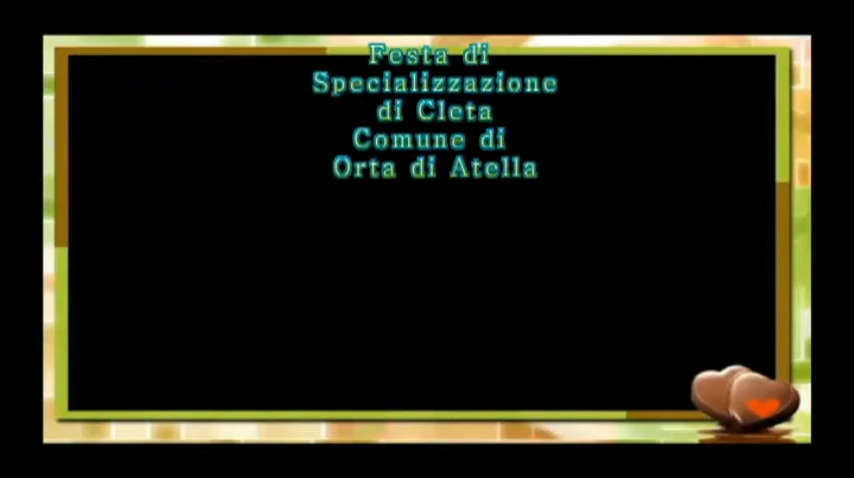 Festa di
Specializzazione
di Cleta
Comune di
Orta di Atella